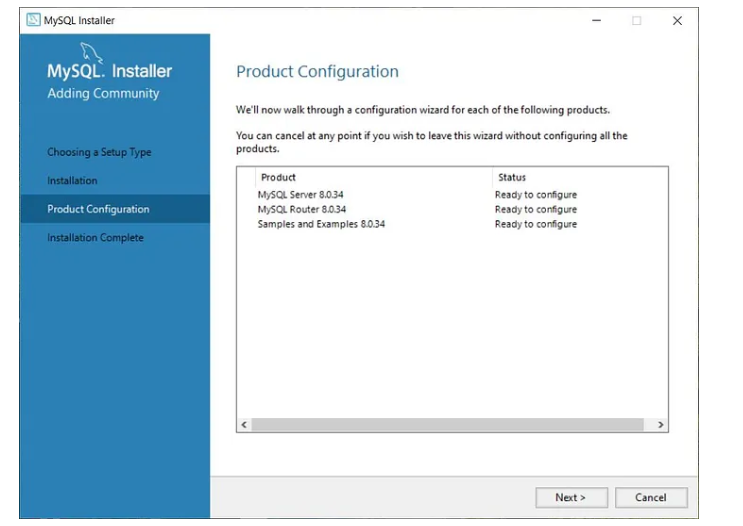 MySQL Installer
MySQL. Installer
Adding Community
Choosing a Setup Type
Installation
Product Configuration
Installation Complete
Product Configuration
We'll now walk through a configuration wizard for each of the following products.
You can cancel at any point if you wish to leave this wizard without configuring all the
products.
Product Status
MySQL Server 8.0.34 Ready to configure
MySQL Router 8.0.34 Ready to configure
Samples and Examples 8.0.34 Ready to configure
Next > Cancel